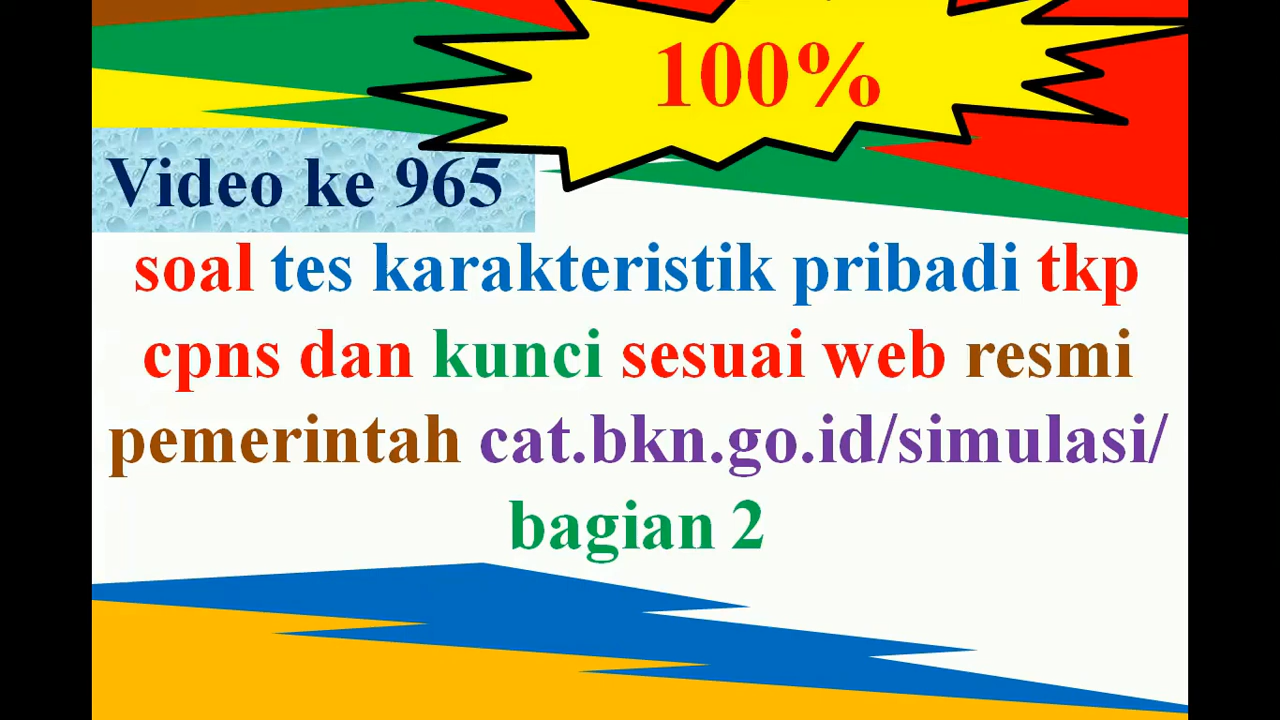 100%
Video ke 965
soal tes karakteristik pribadi tkp
cpns dan kunci sesuai web resmi
pemerintah cat.bkn.go.id/simulasi/
bagian 2